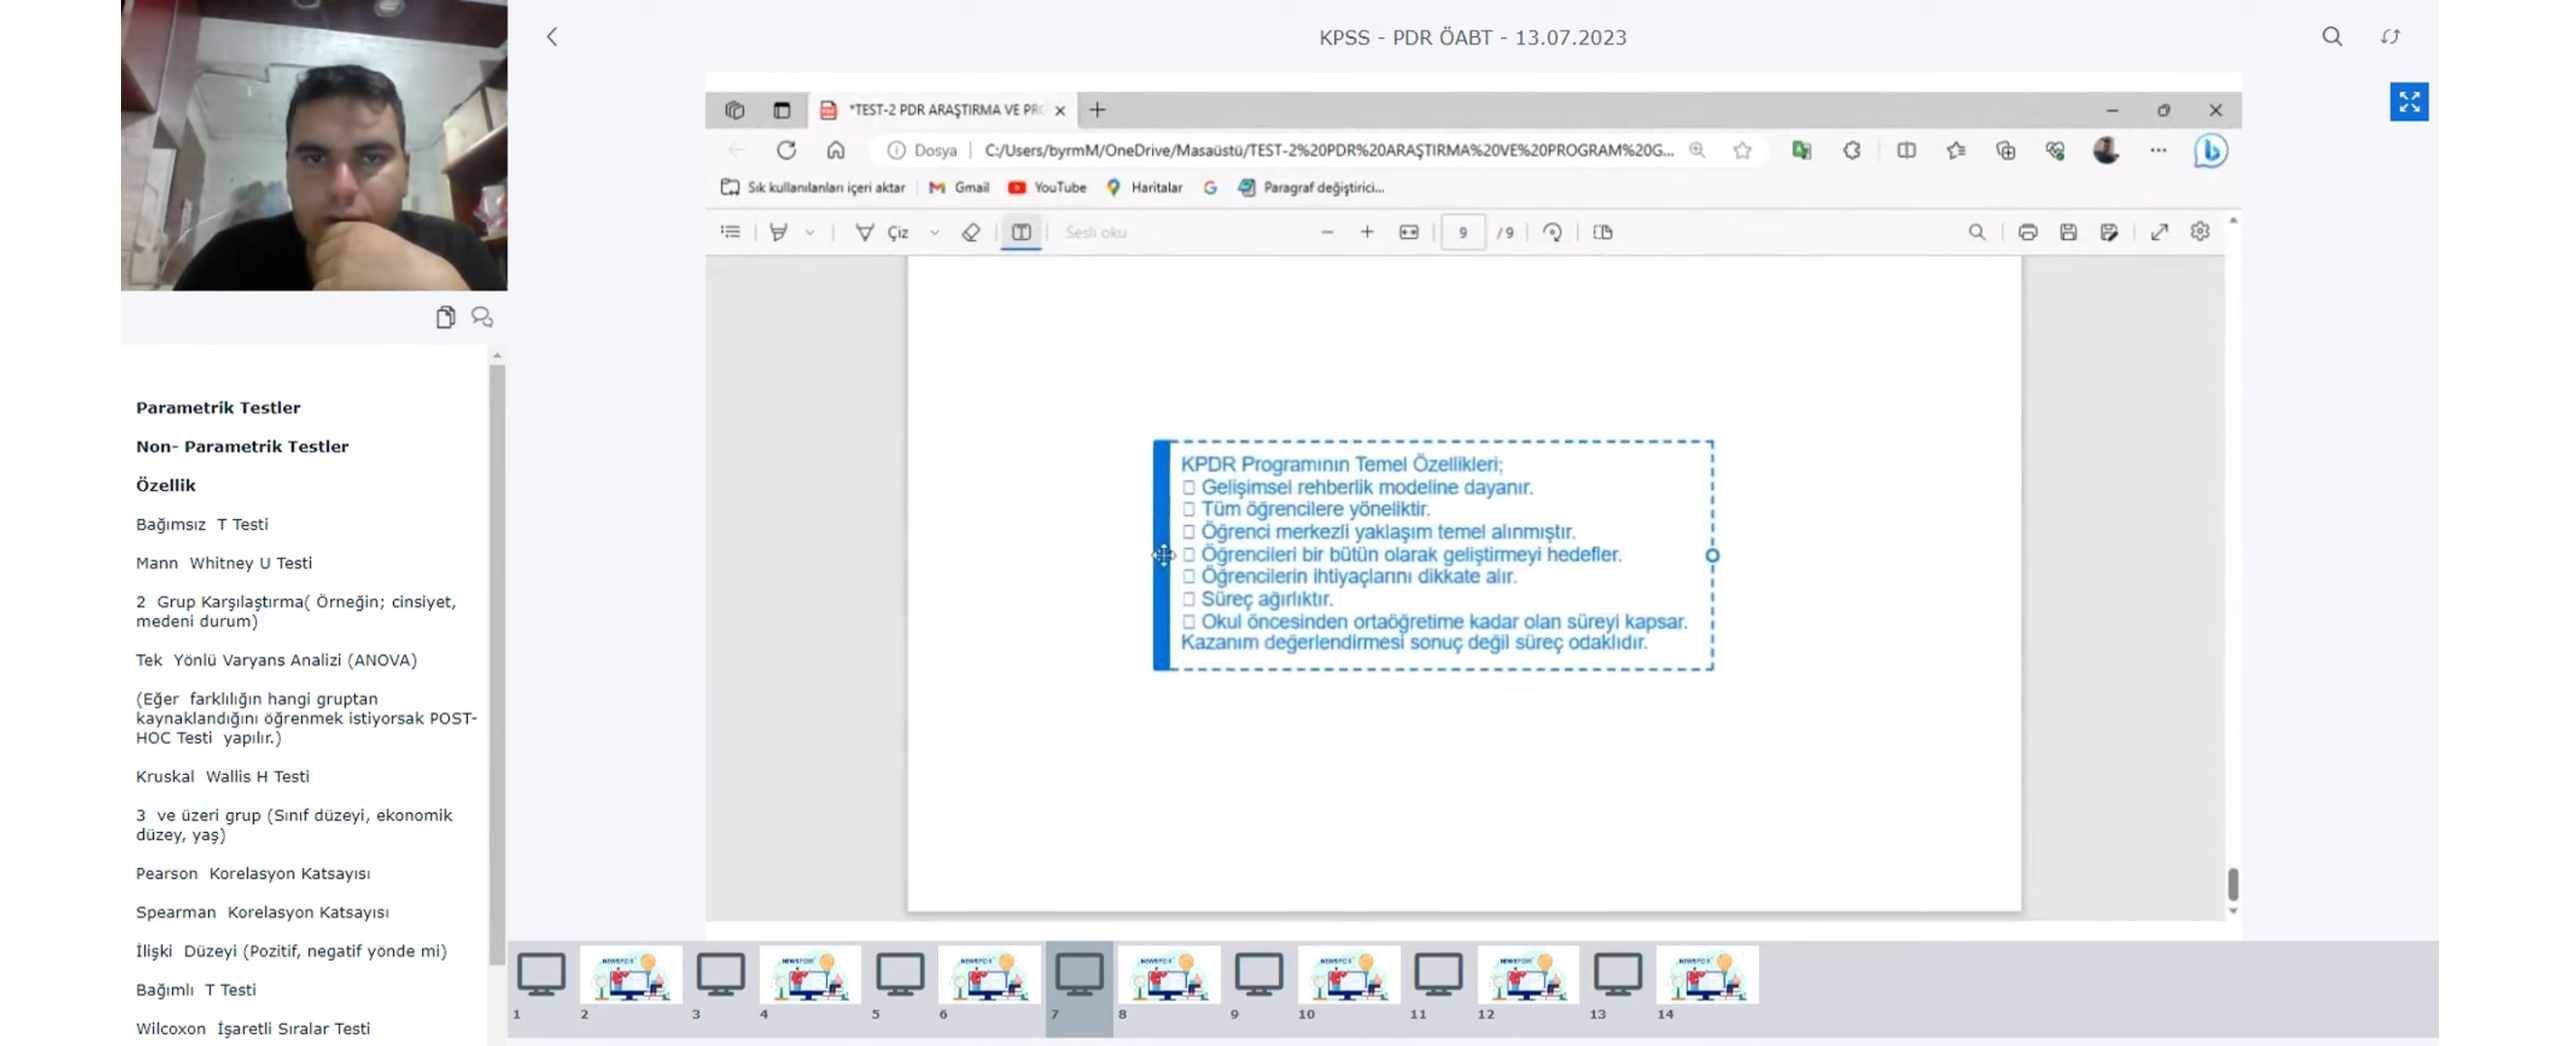 KPSS - PDR ÖABT - 13.07.2023
*TEST-2 PDR ARAŞTIRMA VE PRO
Dosya
C:/Users/byrmM/OneDrive/Masaüstü/TEST-2%20PDR%20ARAŞTIRMA%20VE%20PROGRAM%20G...
Sık kullanılanları içeri aktar
Gmail
YouTube
Haritalar
Paragraf değiştirici...
Çiz
Sesli oku
9
/ 9
KPDR Programının Temel Özellikleri;
Gelişimsel rehberlik modeline dayanır.
Tüm öğrencilere yöneliktir.
Öğrenci merkezli yaklaşım temel alınmıştır.
Öğrencileri bir bütün olarak geliştirmeyi hedefler.
Öğrencilerin ihtiyaçlarını dikkate alır.
Süreç ağırlıktır.
Okul öncesinden ortaöğretime kadar olan süreyi kapsar.
Kazanım değerlendirmesi sonuç değil süreç odaklıdır.
Parametrik Testler
Non- Parametrik Testler
Özellik
Bağımsız T Testi
Mann Whitney U Testi
2 Grup Karşılaştırma( Örneğin; cinsiyet,
medeni durum)
Tek Yönlü Varyans Analizi (ANOVA)
(Eğer farklılığın hangi gruptan
kaynaklandığını öğrenmek istiyorsak POST-
HOC Testi yapılır.)
Kruskal Wallis H Testi
3 ve üzeri grup (Sınıf düzeyi, ekonomik
düzey, yaş)
Pearson Korelasyon Katsayısı
Spearman Korelasyon Katsayısı
İlişki Düzeyi (Pozitif, negatif yönde mi)
Bağımlı T Testi
Wilcoxon İşaretli Sıralar Testi
1 2 3 4 5 6 7 8 9 10 11 12 13 14